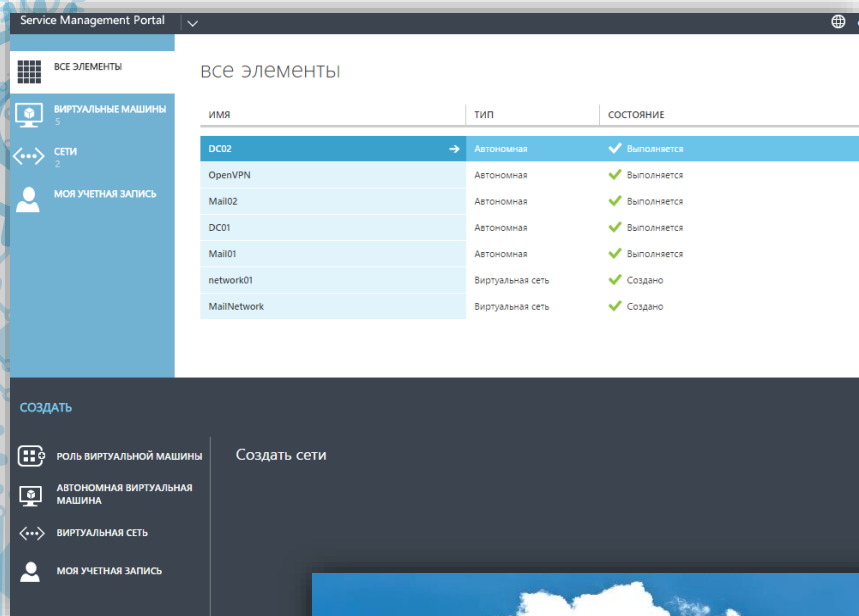 Service Management Portal
ВСЕ ЭЛЕМЕНТЫ
ВИРТУАЛЬНЫЕ МАШИНЫ
5
СЕТИ
2
МОЯ УЧЕТНАЯ ЗАПИСЬ
все элементы
ИМЯ ТИП СОСТОЯНИЕ
DC02 Автономная Выполняется
OpenVPN Автономная Выполняется
Mail02 Автономная Выполняется
DC01 Автономная Выполняется
Mail01 Автономная Выполняется
network01 Виртуальная сеть Создано
MailNetwork Виртуальная сеть Создано
СОЗДАТЬ
РОЛЬ ВИРТУАЛЬНОЙ МАШИНЫ
АВТОНОМНАЯ ВИРТУАЛЬНАЯ
МАШИНА
ВИРТУАЛЬНАЯ СЕТЬ
МОЯ УЧЕТНАЯ ЗАПИСЬ
Создать сети